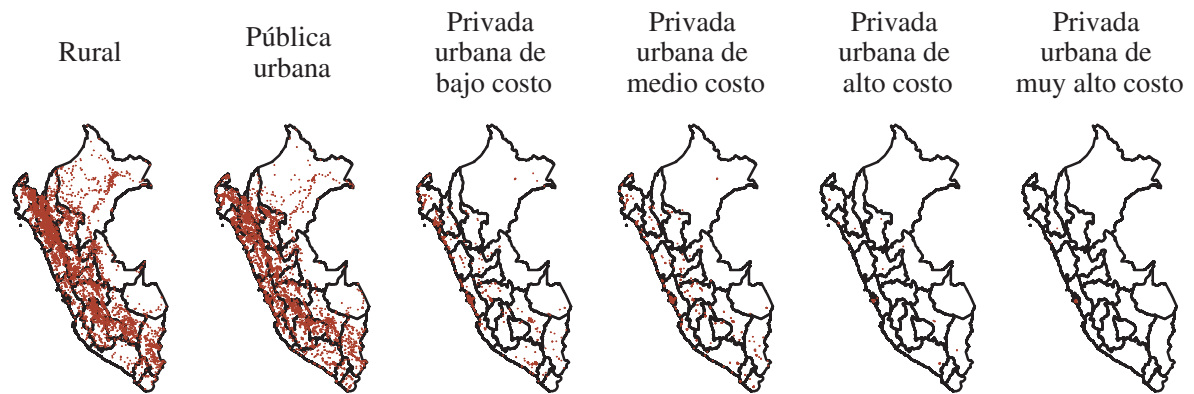 Rural
Pública
urbana
Privada
urbana de
bajo costo
Privada
urbana de
medio costo
Privada
urbana de
alto costo
Privada
urbana de
muy alto costo